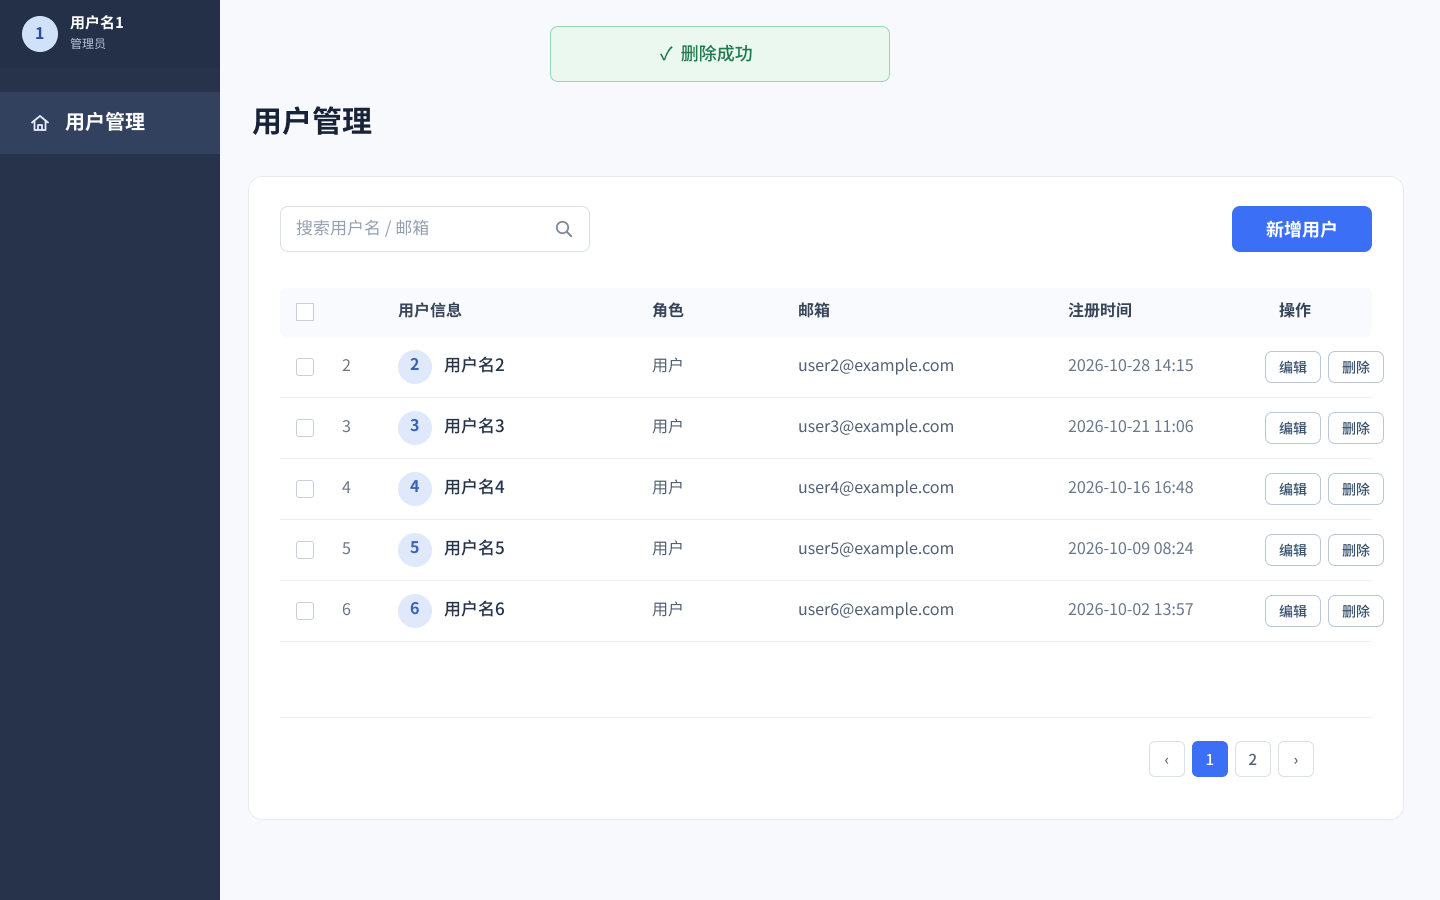 1
用户名1
管理员
用户管理
✓ 删除成功
用户管理
搜索用户名 / 邮箱
新增用户
用户信息 角色 邮箱 注册时间 操作
2 2 用户名2 用户 user2@example.com 2026-10-28 14:15 编辑 删除
3 3 用户名3 用户 user3@example.com 2026-10-21 11:06 编辑 删除
4 4 用户名4 用户 user4@example.com 2026-10-16 16:48 编辑 删除
5 5 用户名5 用户 user5@example.com 2026-10-09 08:24 编辑 删除
6 6 用户名6 用户 user6@example.com 2026-10-02 13:57 编辑 删除
‹ 1 2 ›